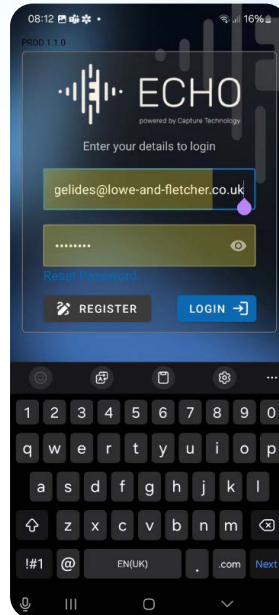 08:12 16%
PROD 1.1.0
ECHO
powered by Capture Technology
Enter your details to login
gelides@lowe-and-fletcher.co.uk
••••••••
Reset Password
REGISTER LOGIN
1 2 3 4 5 6 7 8 9 0
q w e r t y u i o p
a s d f g h j k l
z x c v b n m
!#1 @ EN(UK) . .com Next